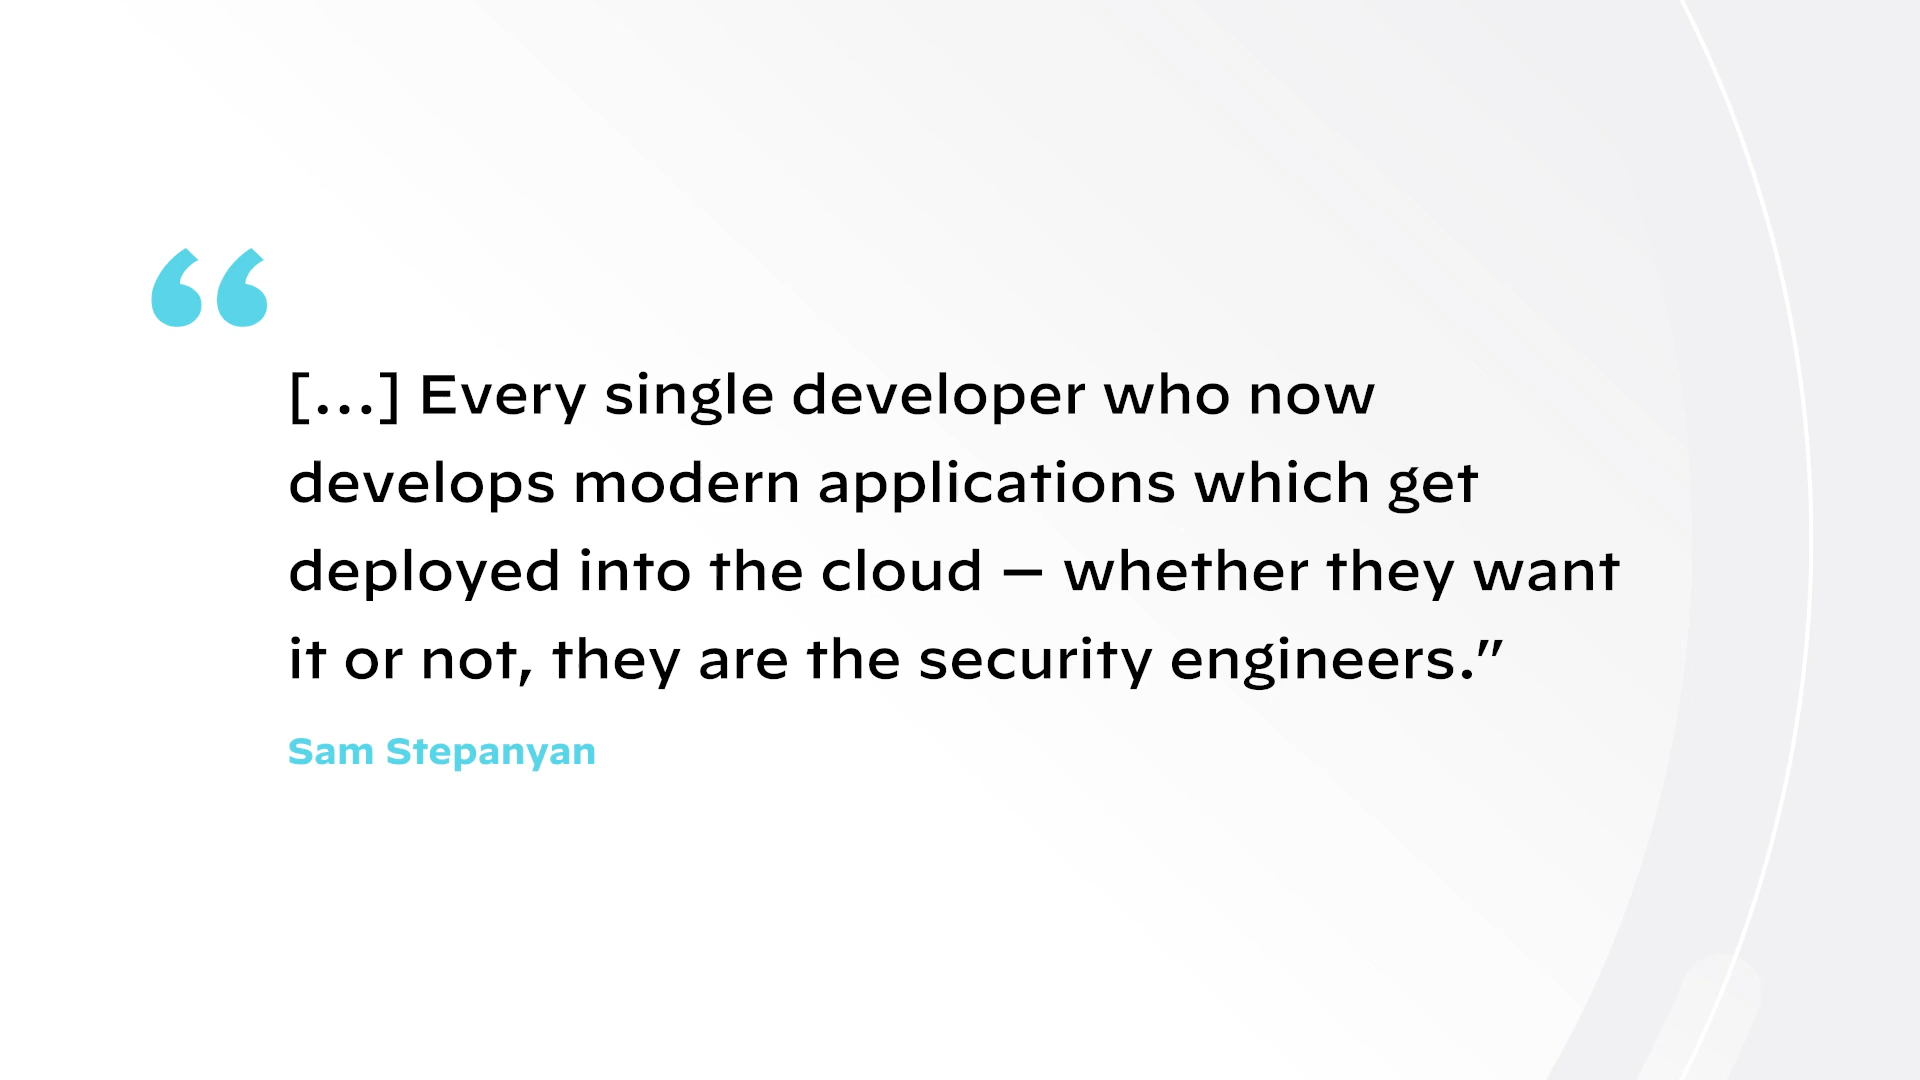 “
[...] Every single developer who now
develops modern applications which get
deployed into the cloud – whether they want
it or not, they are the security engineers.”
Sam Stepanyan